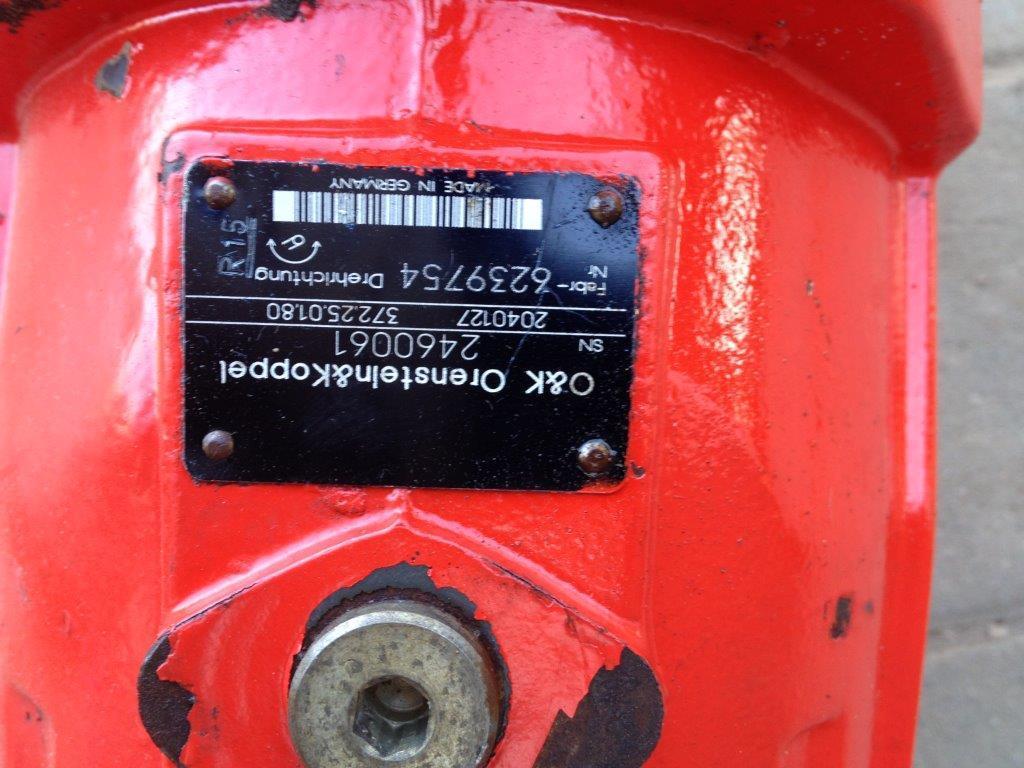 O&K Orenstein&Koppel
SN 2460061
2040127 372.25.01.80
Fabr-Nr 6239754 Drehrichtung
R15
MADE IN GERMANY